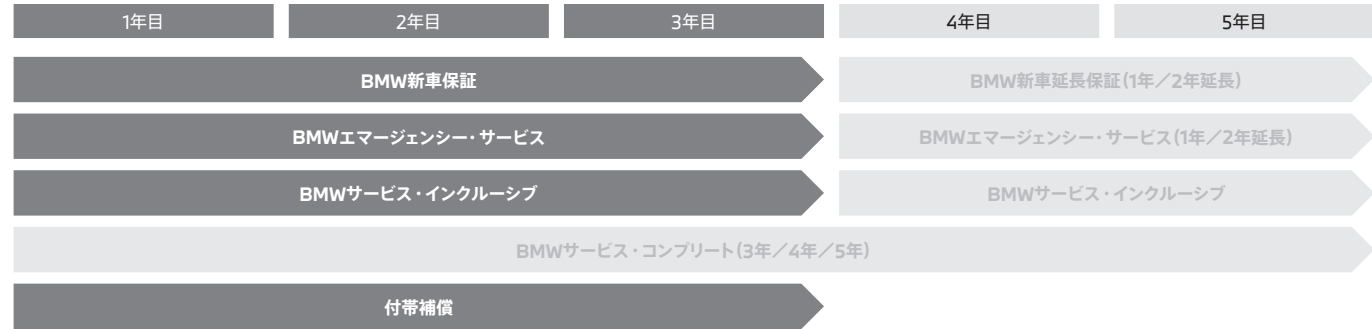 1年目 2年目 3年目 4年目 5年目
BMW新車保証 BMW新車延長保証(1年/2年延長)
BMWエマージェンシー・サービス BMWエマージェンシー・サービス(1年/2年延長)
BMWサービス・インクルーシブ BMWサービス・インクルーシブ
BMWサービス・コンプリート(3年/4年/5年)
付帯補償